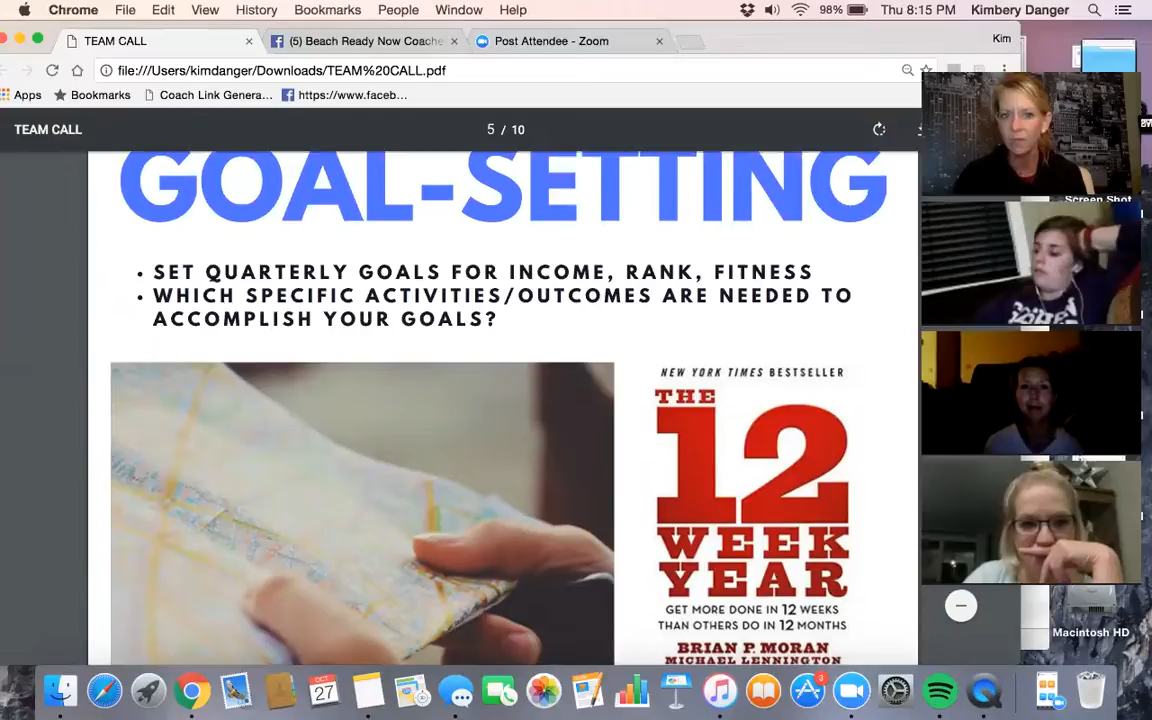 Chrome File Edit View History Bookmarks People Window Help 98% Thu 8:15 PM Kimbery Danger
TEAM CALL (5) Beach Ready Now Coache Post Attendee - Zoom Kim
file:///Users/kimdanger/Downloads/TEAM%20CALL.pdf
Apps Bookmarks Coach Link Genera... https://www.faceb...
TEAM CALL 5 / 10
GOAL-SETTING
• SET QUARTERLY GOALS FOR INCOME, RANK, FITNESS
• WHICH SPECIFIC ACTIVITIES/OUTCOMES ARE NEEDED TO
ACCOMPLISH YOUR GOALS?
NEW YORK TIMES BESTSELLER
THE
12
WEEK
YEAR
GET MORE DONE IN 12 WEEKS
THAN OTHERS DO IN 12 MONTHS
BRIAN P. MORAN
MICHAEL LENNINGTON
Screen Shot
Macintosh HD
OCT
27
3